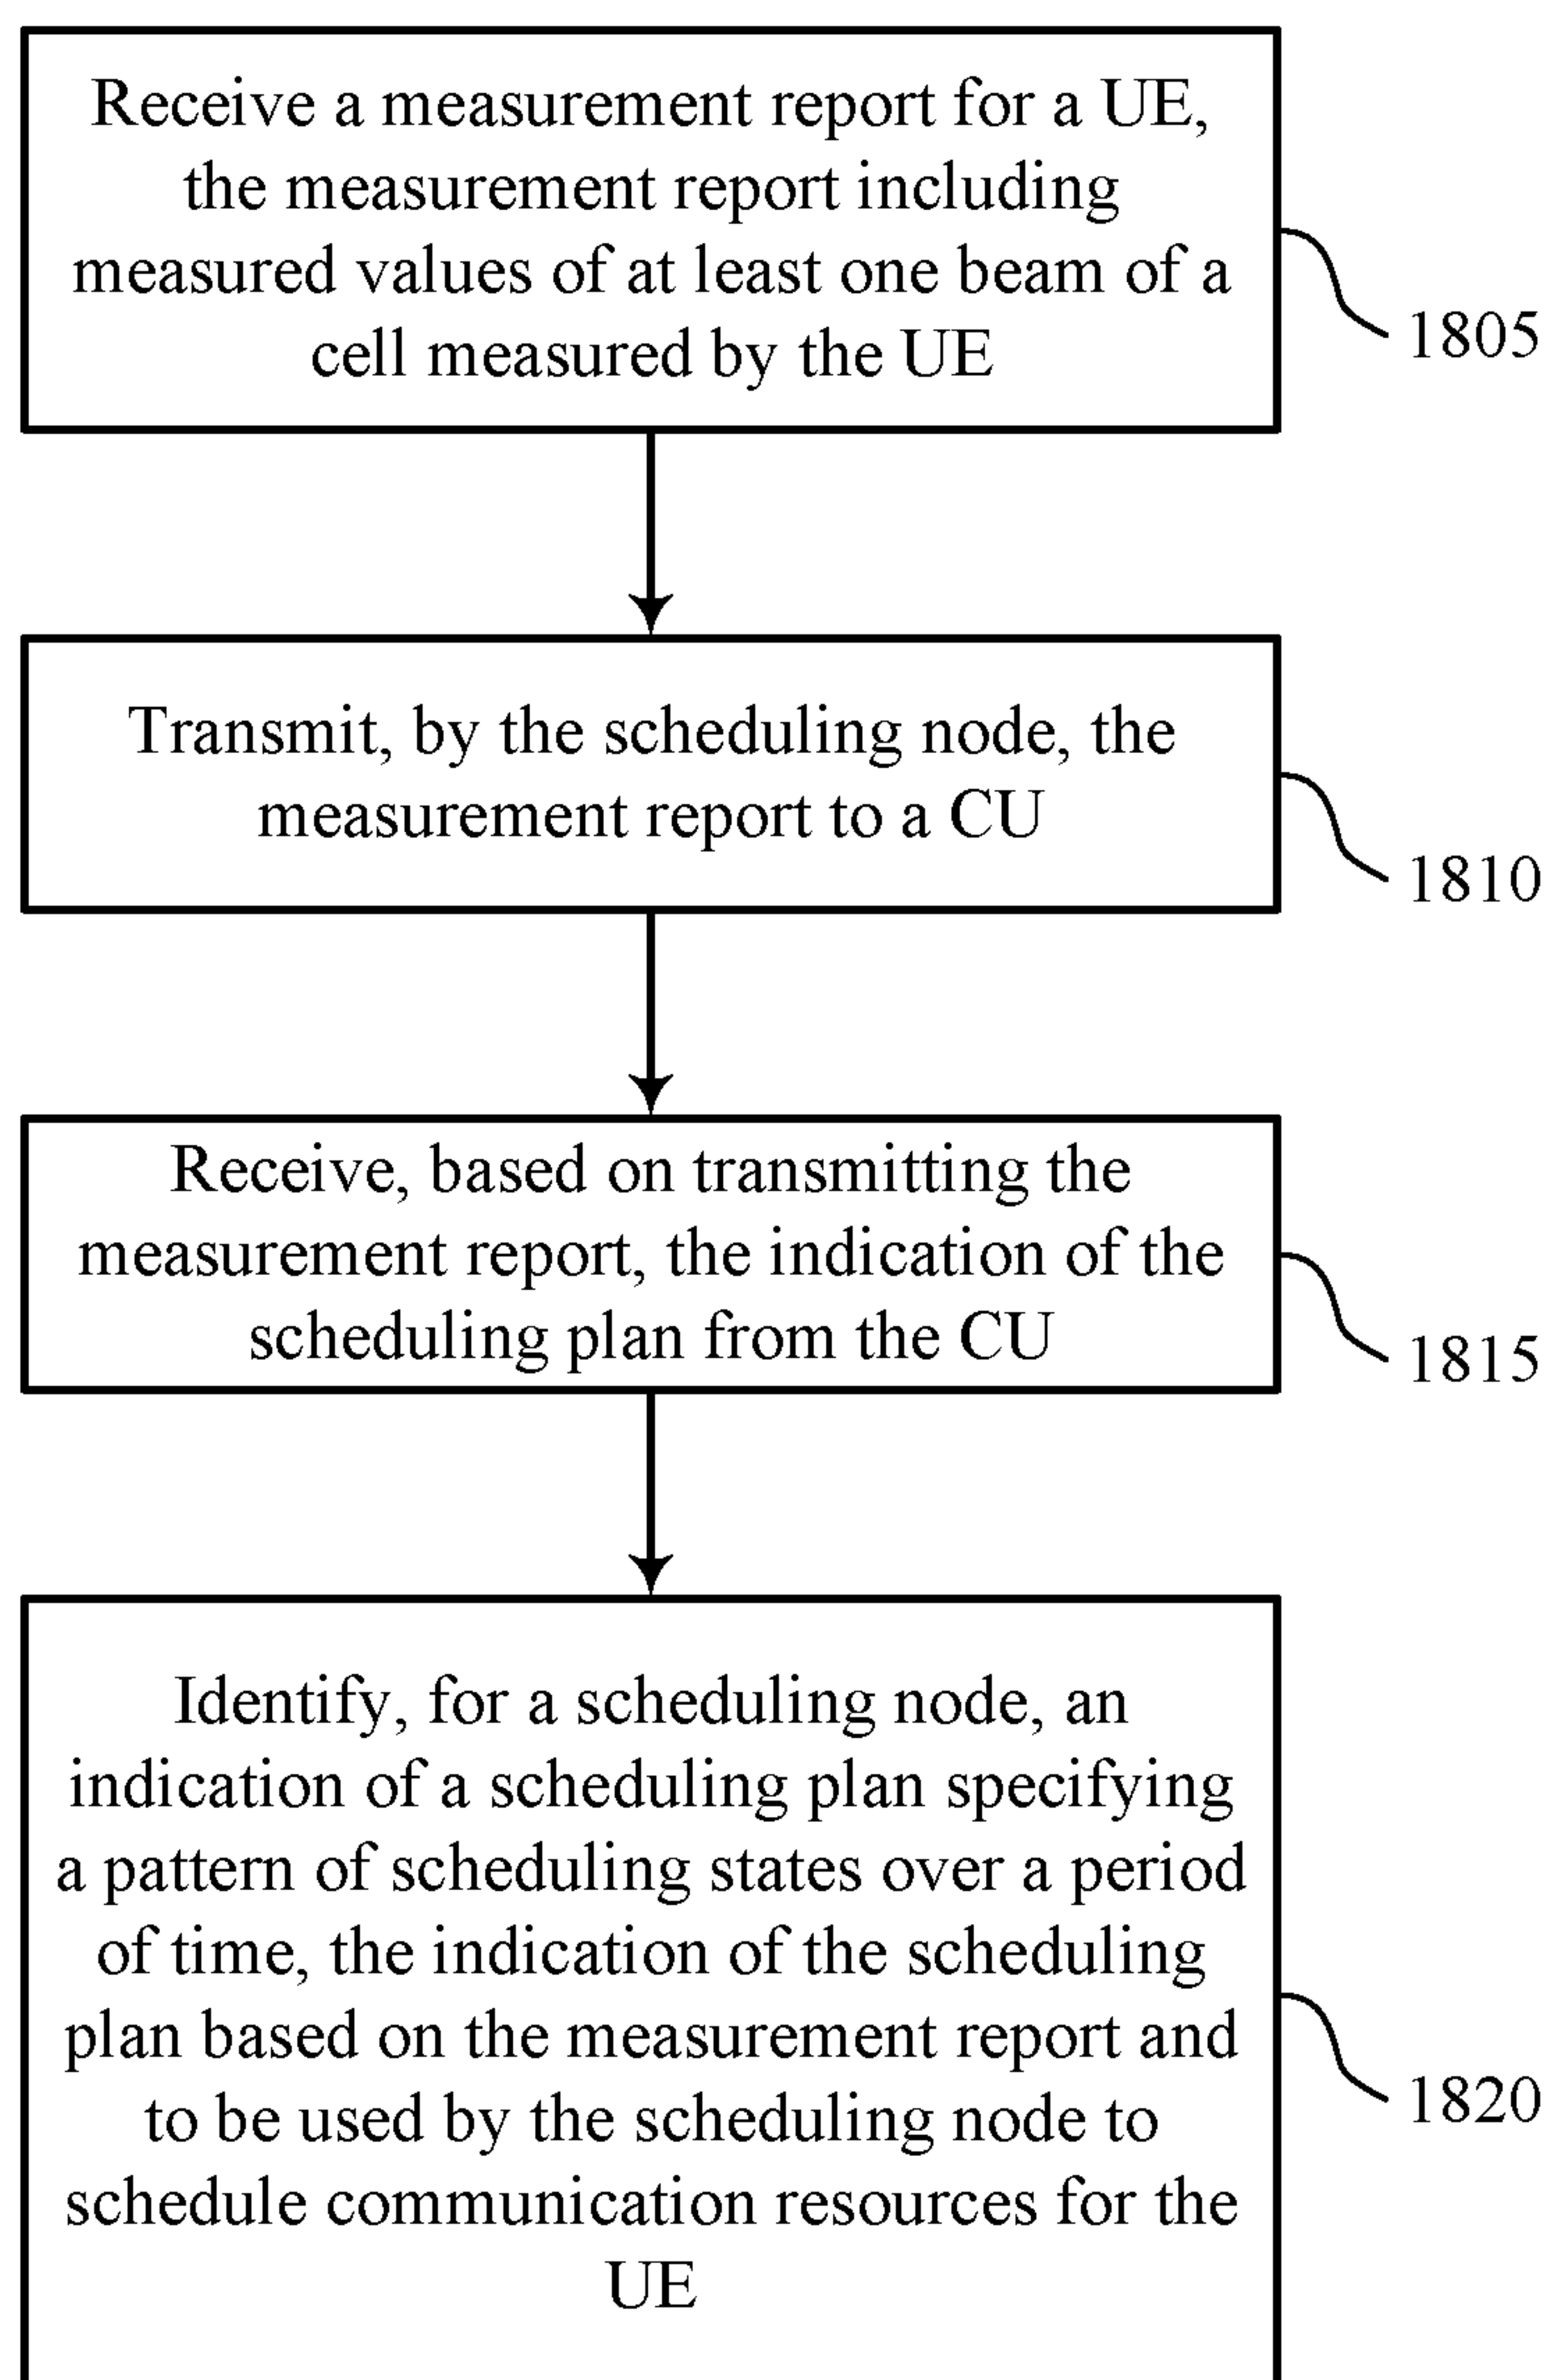 Receive a measurement report for a UE,
the measurement report including
measured values of at least one beam of a
cell measured by the UE
1805
Transmit, by the scheduling node, the
measurement report to a CU
1810
Receive, based on transmitting the
measurement report, the indication of the
scheduling plan from the CU
1815
Identify, for a scheduling node, an
indication of a scheduling plan specifying
a pattern of scheduling states over a period
of time, the indication of the scheduling
plan based on the measurement report and
to be used by the scheduling node to
schedule communication resources for the
UE
1820